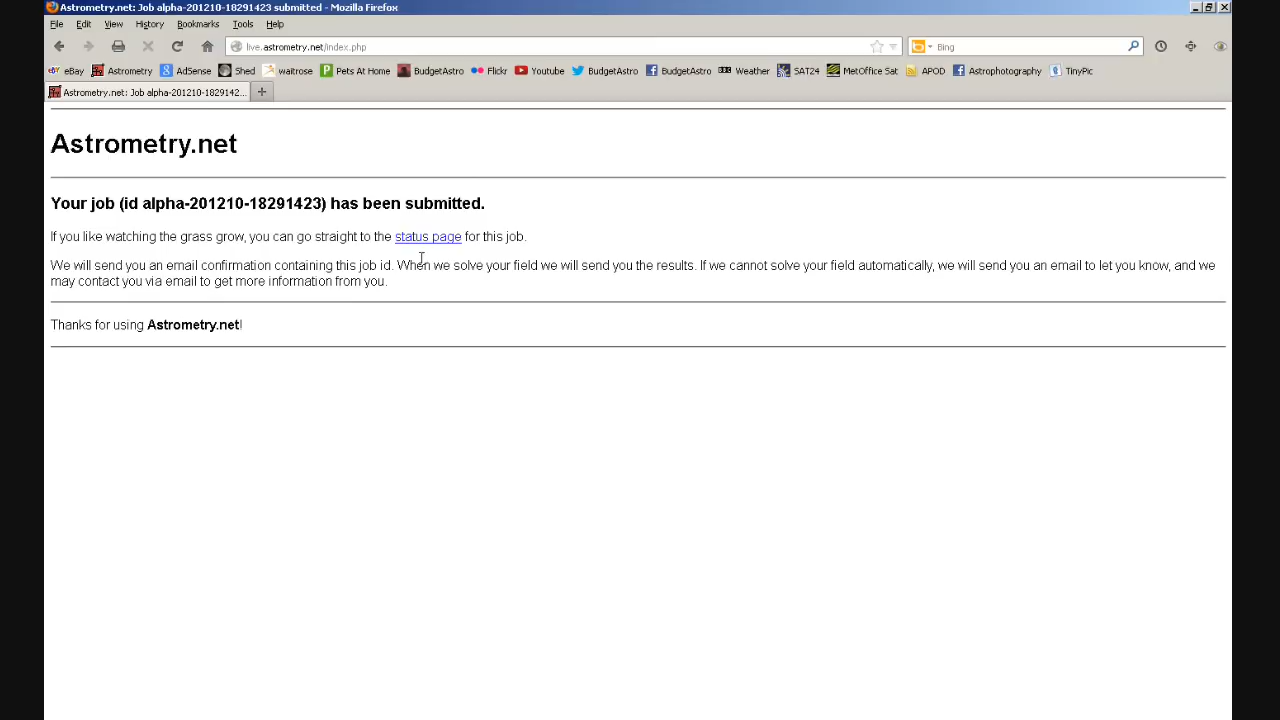 Astrometry.net: Job alpha-201210-18291423 submitted - Mozilla Firefox
File Edit View History Bookmarks Tools Help
live.astrometry.net/index.php Bing
eBay Astrometry AdSense Shed waitrose Pets At Home BudgetAstro Flickr Youtube BudgetAstro BudgetAstro Weather SAT24 MetOffice Sat APOD Astrophotography TinyPic
Astrometry.net: Job alpha-201210-1829142...
Astrometry.net
Your job (id alpha-201210-18291423) has been submitted.
If you like watching the grass grow, you can go straight to the status page for this job.
We will send you an email confirmation containing this job id. When we solve your field we will send you the results. If we cannot solve your field automatically, we will send you an email to let you know, and we
may contact you via email to get more information from you.
Thanks for using Astrometry.net!